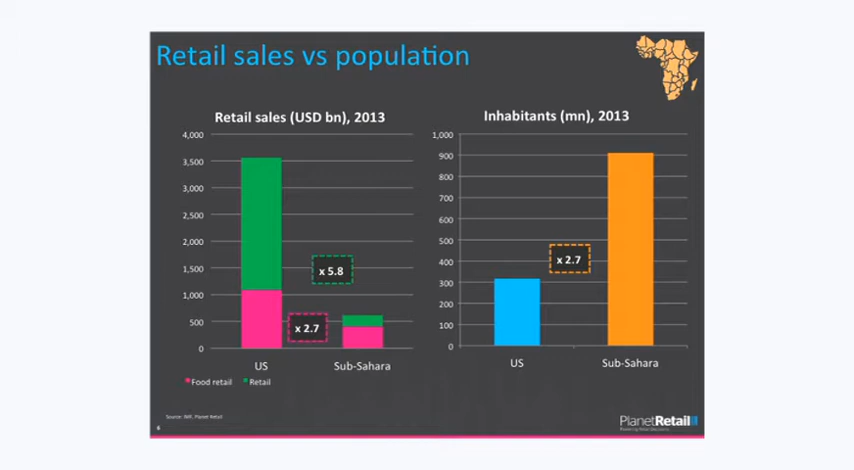 Retail sales vs population
Retail sales (USD bn), 2013
4,000
3,500
3,000
2,500
2,000
1,500
1,000
500
0
x 5.8
x 2.7
US
Sub-Sahara
Food retail
Retail
Inhabitants (mn), 2013
1,000
900
800
700
600
500
400
300
200
100
0
x 2.7
US
Sub-Sahara
Source: IMF, Planet Retail
6
PlanetRetail